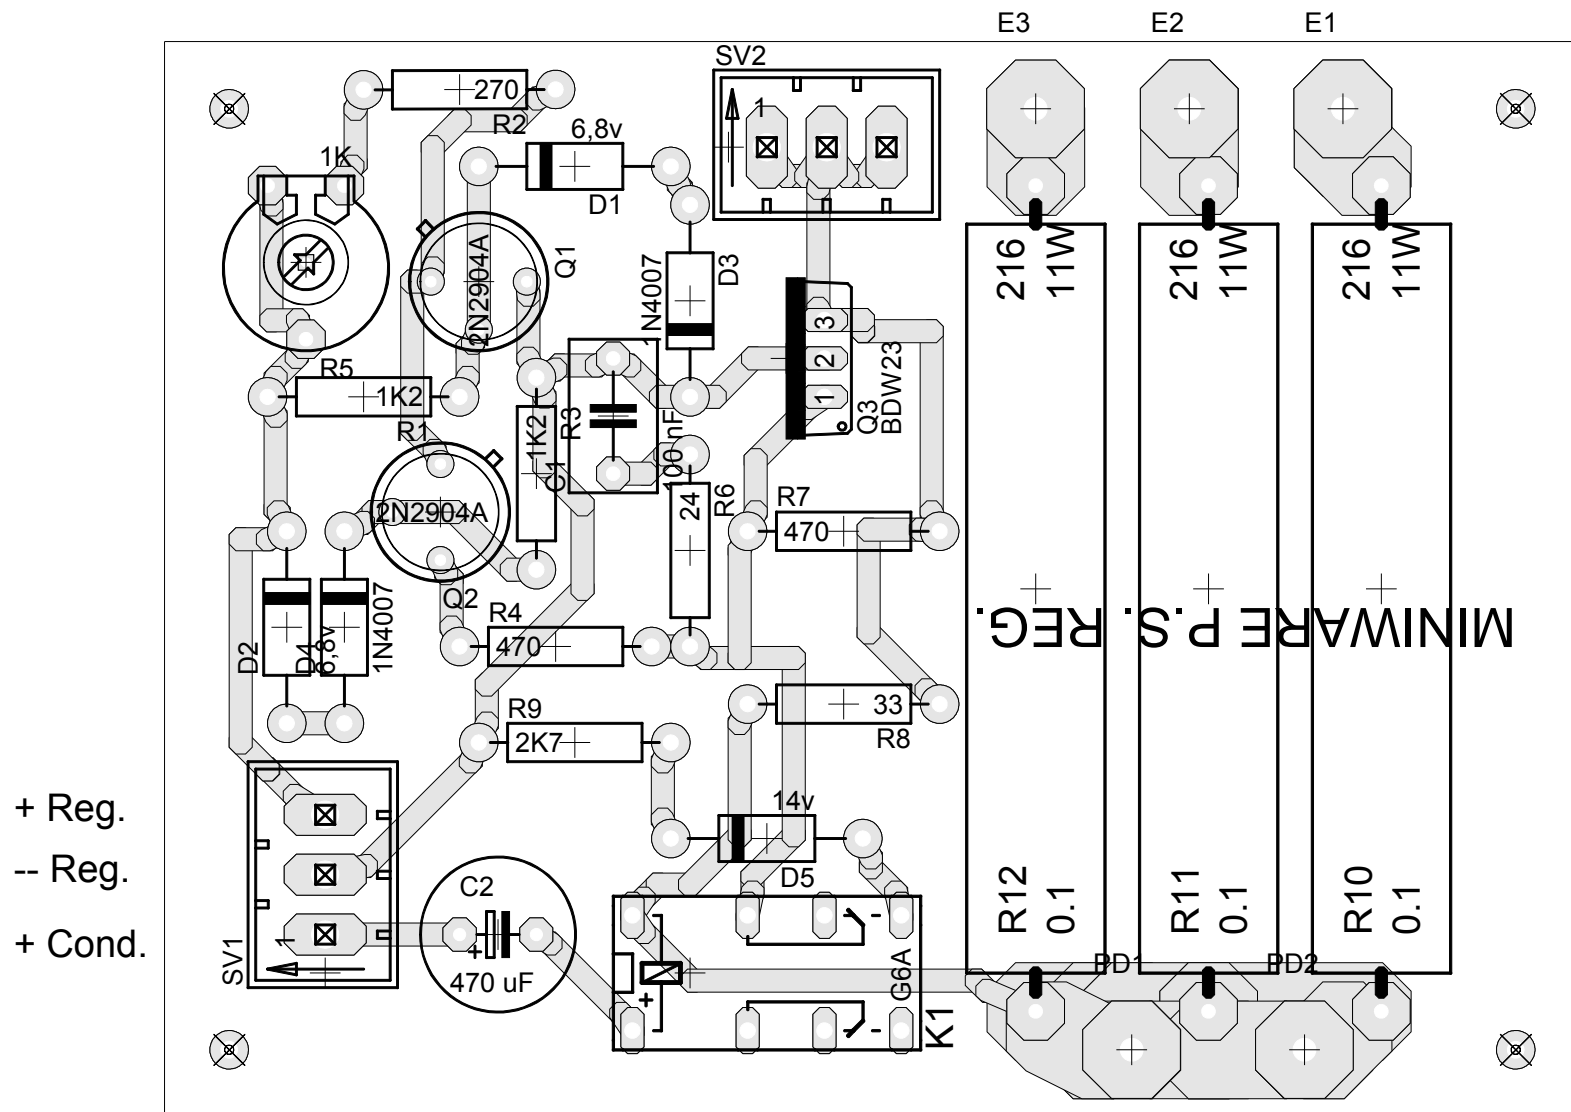 E3
E2
E1
SV2
1
270
R2
6,8v
D1
1K
Q1
2N2904A
D3
1N4007
216
11W
216
11W
216
11W
3
2
1
Q3
BDW23
R5
1K2
R1
1K2
R3
C1
100 nF
2N2904A
Q2
24
R6
R7
470
D2
D4
6,8v
1N4007
R4
470
MINIWARE P.S. REG.
33
R8
R9
2K7
14v
D5
+ Reg.
-- Reg.
+ Cond.
SV1
1
C2
+
470 uF
+
G6A
K1
R12
0.1
R11
0.1
R10
0.1
PD1
PD2